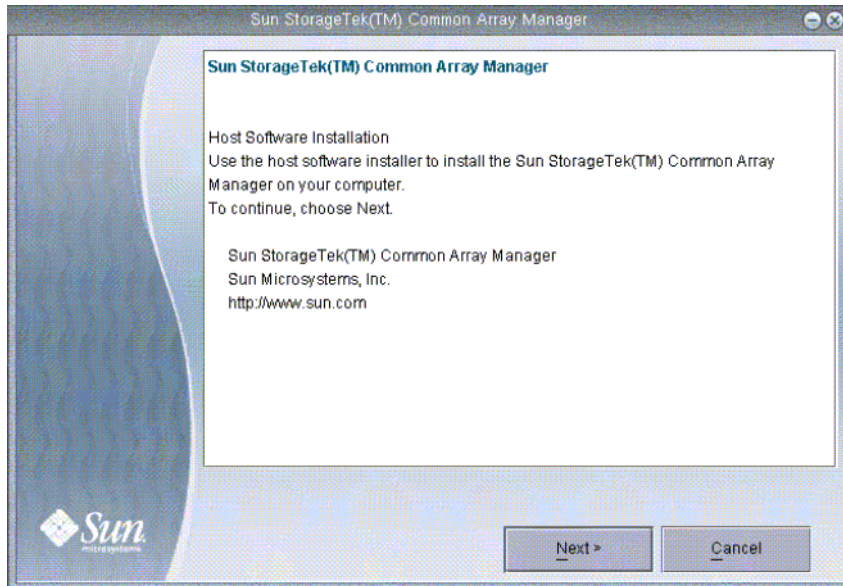 Sun StorageTek(TM) Common Array Manager
Sun StorageTek(TM) Common Array Manager
Host Software Installation
Use the host software installer to install the Sun StorageTek(TM) Common Array
Manager on your computer.
To continue, choose Next.
Sun StorageTek(TM) Common Array Manager
Sun Microsystems, Inc.
http://www.sun.com
Sun
microsystems
Next >
Cancel